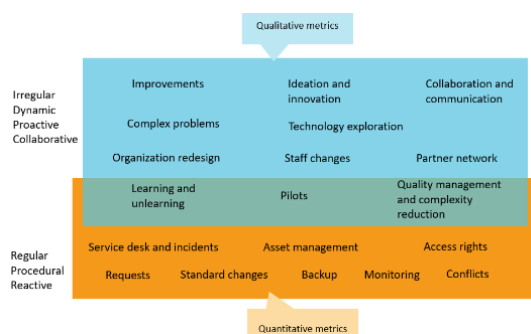 Qualitative metrics
Irregular
Dynamic
Proactive
Collaborative
Improvements
Ideation and
innovation
Collaboration and
communication
Complex problems
Technology exploration
Organization redesign
Staff changes
Partner network
Learning and
unlearning
Pilots
Quality management
and complexity
reduction
Regular
Procedural
Reactive
Service desk and incidents
Asset management
Access rights
Requests
Standard changes
Backup
Monitoring
Conflicts
Quantitative metrics